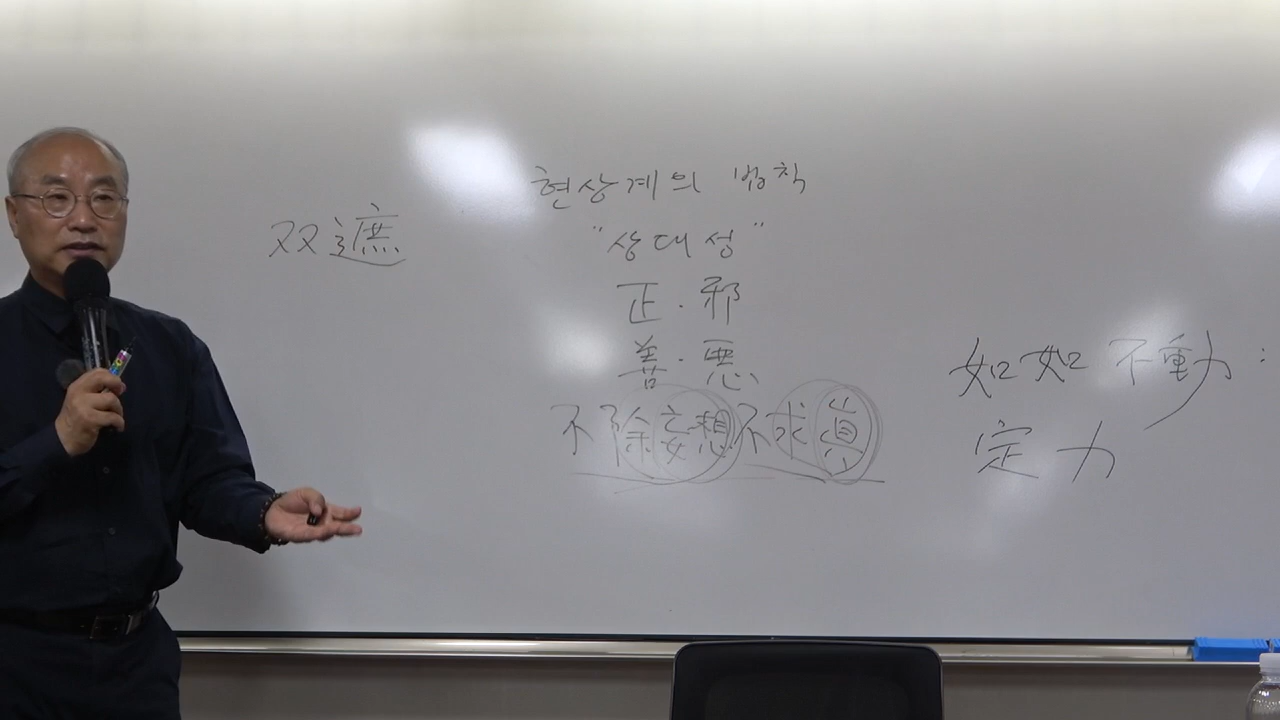 双遮
현상계의 법칙
"상대성"
正·邪
善·悪
不除妄想不求眞
如如不動:
定力